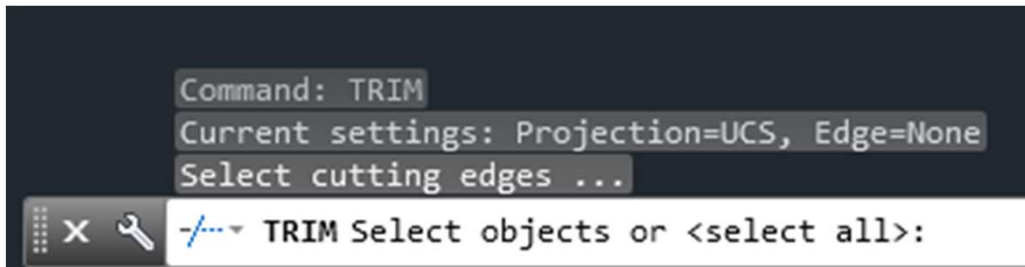 Command: TRIM
Current settings: Projection=UCS, Edge=None
Select cutting edges ...
TRIM Select objects or <select all>: